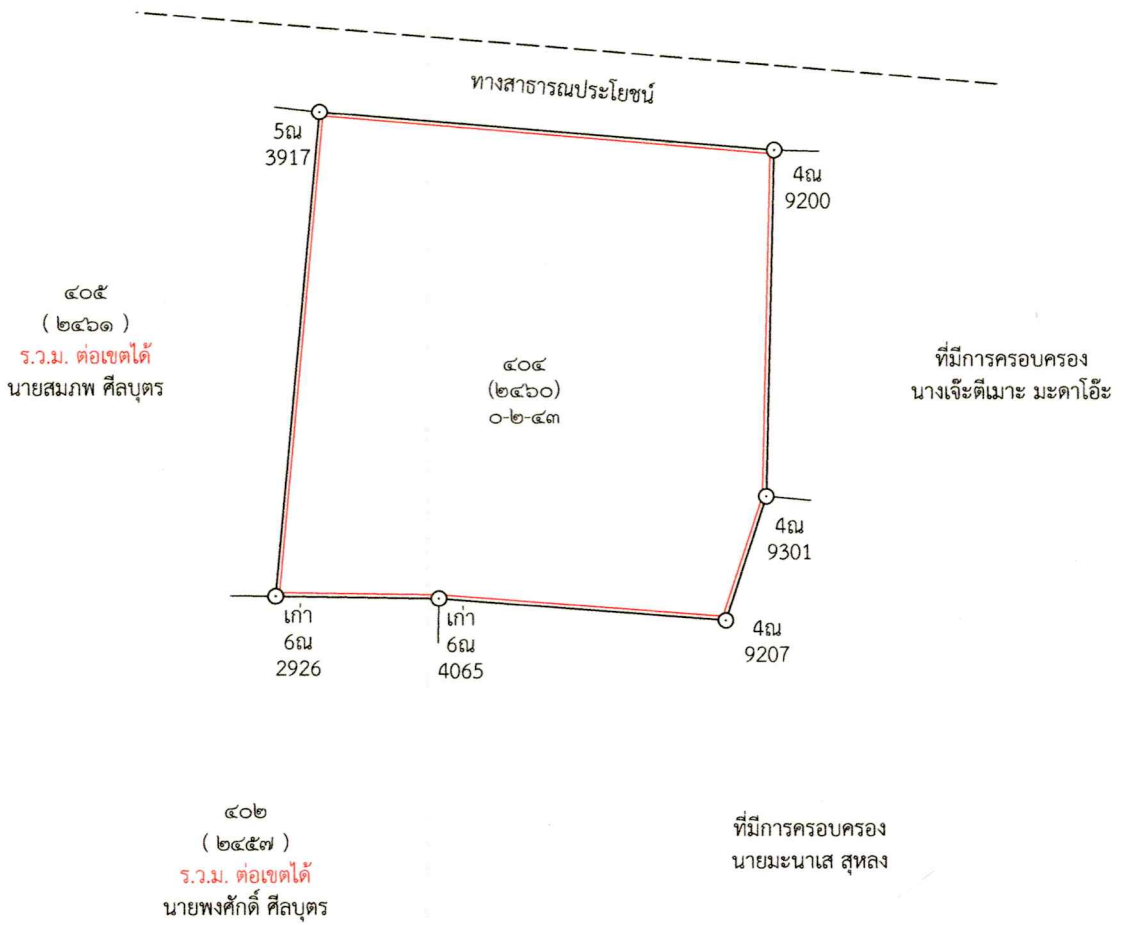 ทางสาธารณประโยชน์
5ณ
3917
4ณ
9200
๔๐๕
( ๒๔๖๑ )
ร.ว.ม. ต่อเขตได้
นายสมภพ ศีลบุตร
๔๐๔
(๒๔๖๐)
๐-๒-๔๓
ที่มีการครอบครอง
นางเจ๊ะตีเมาะ มะดาโอ๊ะ
4ณ
9301
เก่า
6ณ
2926
เก่า
6ณ
4065
4ณ
9207
๔๐๒
( ๒๔๕๗ )
ร.ว.ม. ต่อเขตได้
นายพงศักดิ์ ศีลบุตร
ที่มีการครอบครอง
นายมะนาเส สุหลง